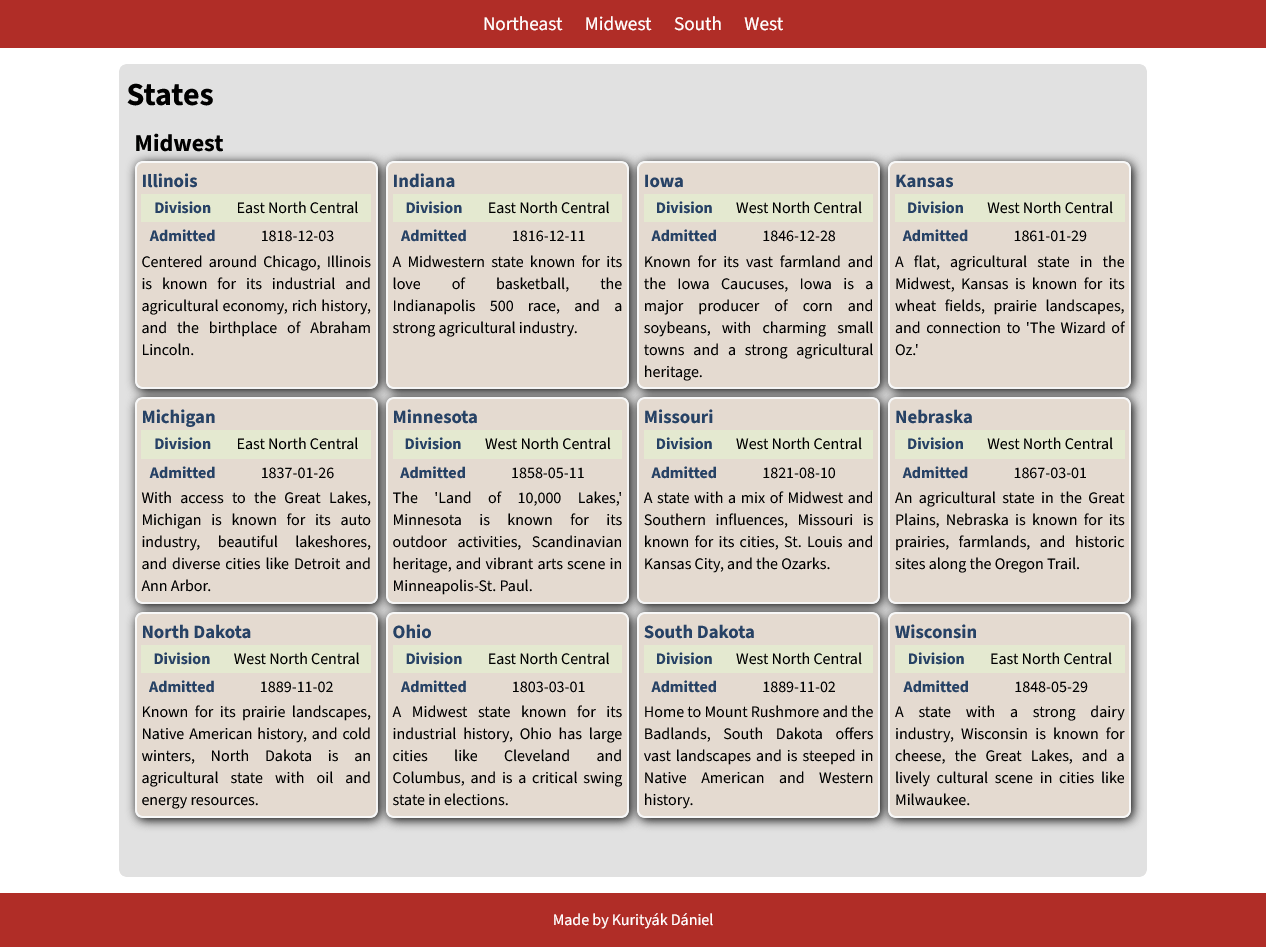 Northeast Midwest South West
States
Midwest
Illinois
Division East North Central
Admitted 1818-12-03
Centered around Chicago, Illinois
is known for its industrial and
agricultural economy, rich history,
and the birthplace of Abraham
Lincoln.
Indiana
Division East North Central
Admitted 1816-12-11
A Midwestern state known for its
love of basketball, the
Indianapolis 500 race, and a
strong agricultural industry.
Iowa
Division West North Central
Admitted 1846-12-28
Known for its vast farmland and
the Iowa Caucuses, Iowa is a
major producer of corn and
soybeans, with charming small
towns and a strong agricultural
heritage.
Kansas
Division West North Central
Admitted 1861-01-29
A flat, agricultural state in the
Midwest, Kansas is known for its
wheat fields, prairie landscapes,
and connection to 'The Wizard of
Oz.'
Michigan
Division East North Central
Admitted 1837-01-26
With access to the Great Lakes,
Michigan is known for its auto
industry, beautiful lakeshores,
and diverse cities like Detroit and
Ann Arbor.
Minnesota
Division West North Central
Admitted 1858-05-11
The 'Land of 10,000 Lakes,'
Minnesota is known for its
outdoor activities, Scandinavian
heritage, and vibrant arts scene in
Minneapolis-St. Paul.
Missouri
Division West North Central
Admitted 1821-08-10
A state with a mix of Midwest and
Southern influences, Missouri is
known for its cities, St. Louis and
Kansas City, and the Ozarks.
Nebraska
Division West North Central
Admitted 1867-03-01
An agricultural state in the Great
Plains, Nebraska is known for its
prairies, farmlands, and historic
sites along the Oregon Trail.
North Dakota
Division West North Central
Admitted 1889-11-02
Known for its prairie landscapes,
Native American history, and cold
winters, North Dakota is an
agricultural state with oil and
energy resources.
Ohio
Division East North Central
Admitted 1803-03-01
A Midwest state known for its
industrial history, Ohio has large
cities like Cleveland and
Columbus, and is a critical swing
state in elections.
South Dakota
Division West North Central
Admitted 1889-11-02
Home to Mount Rushmore and the
Badlands, South Dakota offers
vast landscapes and is steeped in
Native American and Western
history.
Wisconsin
Division East North Central
Admitted 1848-05-29
A state with a strong dairy
industry, Wisconsin is known for
cheese, the Great Lakes, and a
lively cultural scene in cities like
Milwaukee.
Made by Kurityák Dániel